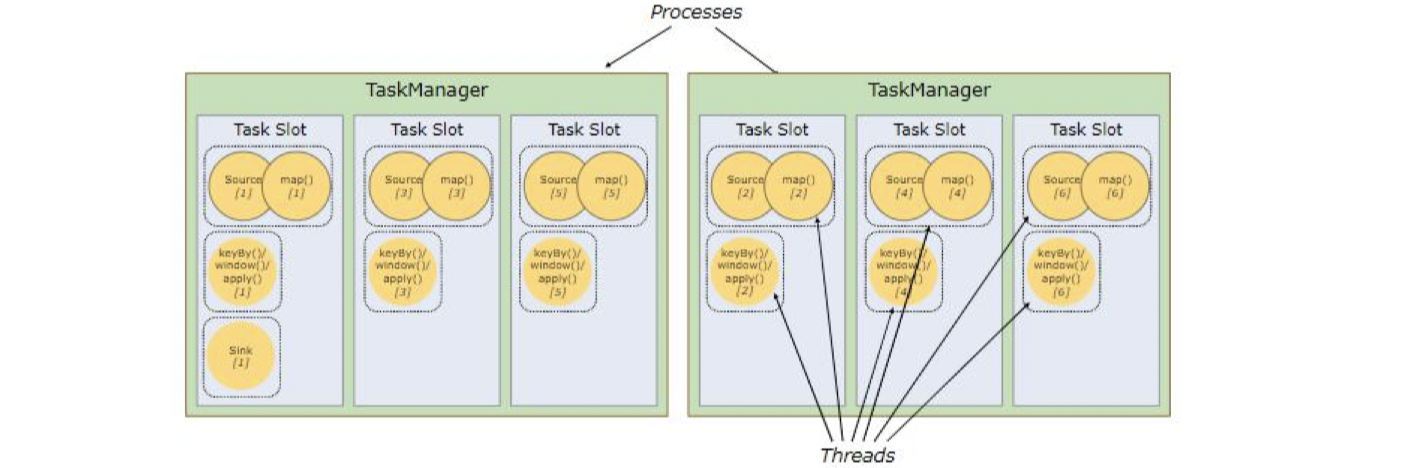 Processes
TaskManager
Task Slot
Source
[1]
map()
[1]
keyBy()/
window()/
apply()
[1]
Sink
[1]
Task Slot
Source
[3]
map()
[3]
keyBy()/
window()/
apply()
[3]
Task Slot
Source
[5]
map()
[5]
keyBy()/
window()/
apply()
[5]
TaskManager
Task Slot
Source
[2]
map()
[2]
keyBy()/
window()/
apply()
[2]
Task Slot
Source
[4]
map()
[4]
keyBy()/
window()/
apply()
[4]
Task Slot
Source
[6]
map()
[6]
keyBy()/
window()/
apply()
[6]
Threads